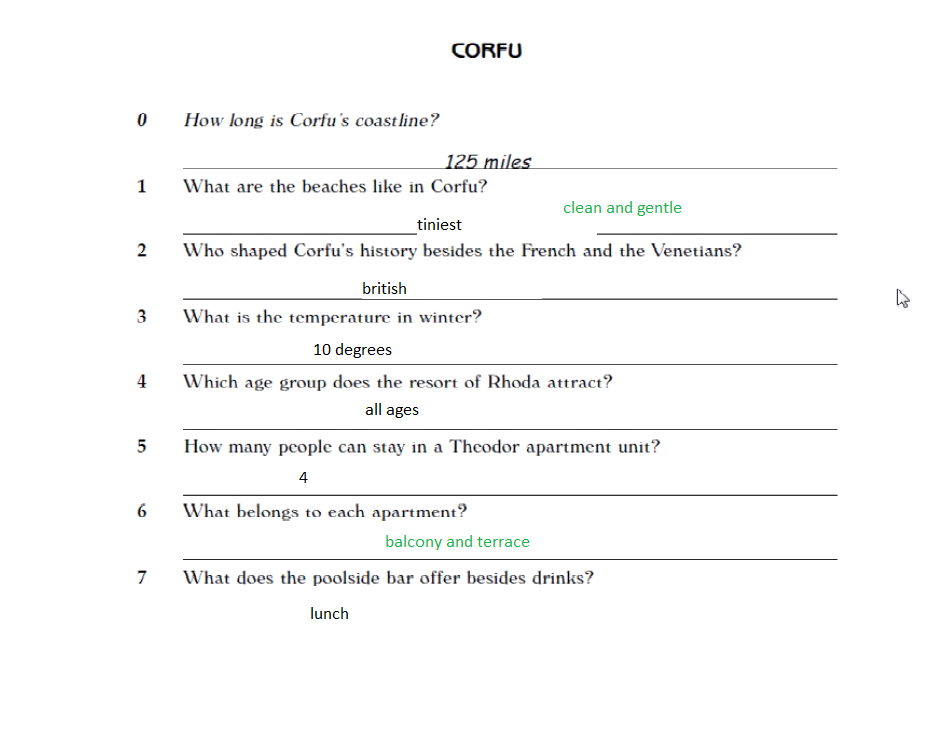 CORFU
0 How long is Corfu's coastline?
125 miles
1 What are the beaches like in Corfu?
clean and gentle
tiniest
2 Who shaped Corfu's history besides the French and the Venetians?
british
3 What is the temperature in winter?
10 degrees
4 Which age group does the resort of Rhoda attract?
all ages
5 How many people can stay in a Theodor apartment unit?
4
6 What belongs to each apartment?
balcony and terrace
7 What does the poolside bar offer besides drinks?
lunch